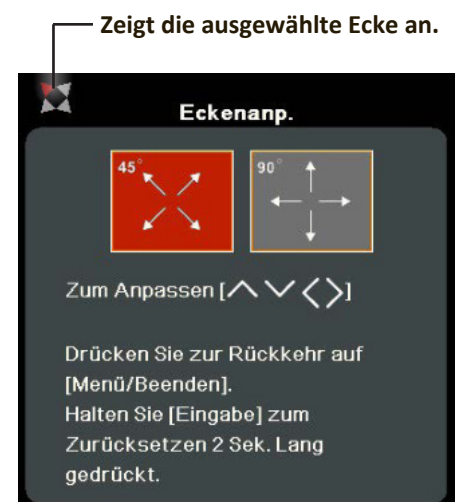 Zeigt die ausgewählte Ecke an.
Eckenanp.
45°
90°
Zum Anpassen [∧∨<>]
Drücken Sie zur Rückkehr auf
[Menü/Beenden].
Halten Sie [Eingabe] zum
Zurücksetzen 2 Sek. Lang
gedrückt.